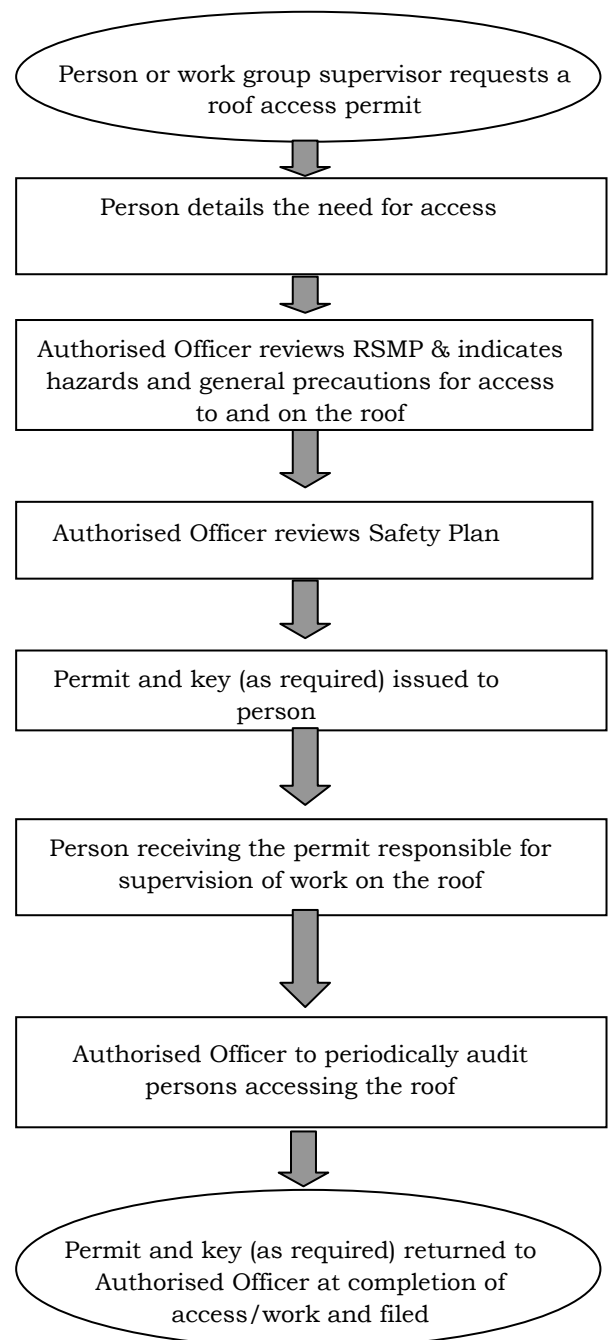 Person or work group supervisor requests a
roof access permit
Person details the need for access
Authorised Officer reviews RSMP & indicates
hazards and general precautions for access
to and on the roof
Authorised Officer reviews Safety Plan
Permit and key (as required) issued to
person
Person receiving the permit responsible for
supervision of work on the roof
Authorised Officer to periodically audit
persons accessing the roof
Permit and key (as required) returned to
Authorised Officer at completion of
access/work and filed